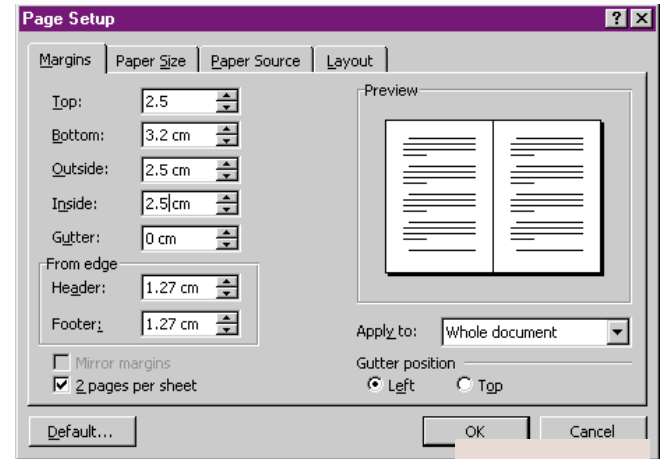 Page Setup
Margins Paper Size Paper Source Layout
Top: 2.5
Bottom: 3.2 cm
Outside: 2.5 cm
Inside: 2.5 cm
Gutter: 0 cm
From edge
Header: 1.27 cm
Footer: 1.27 cm
Mirror margins
2 pages per sheet
Preview
Apply to: Whole document
Gutter position
Left Top
Default... OK Cancel